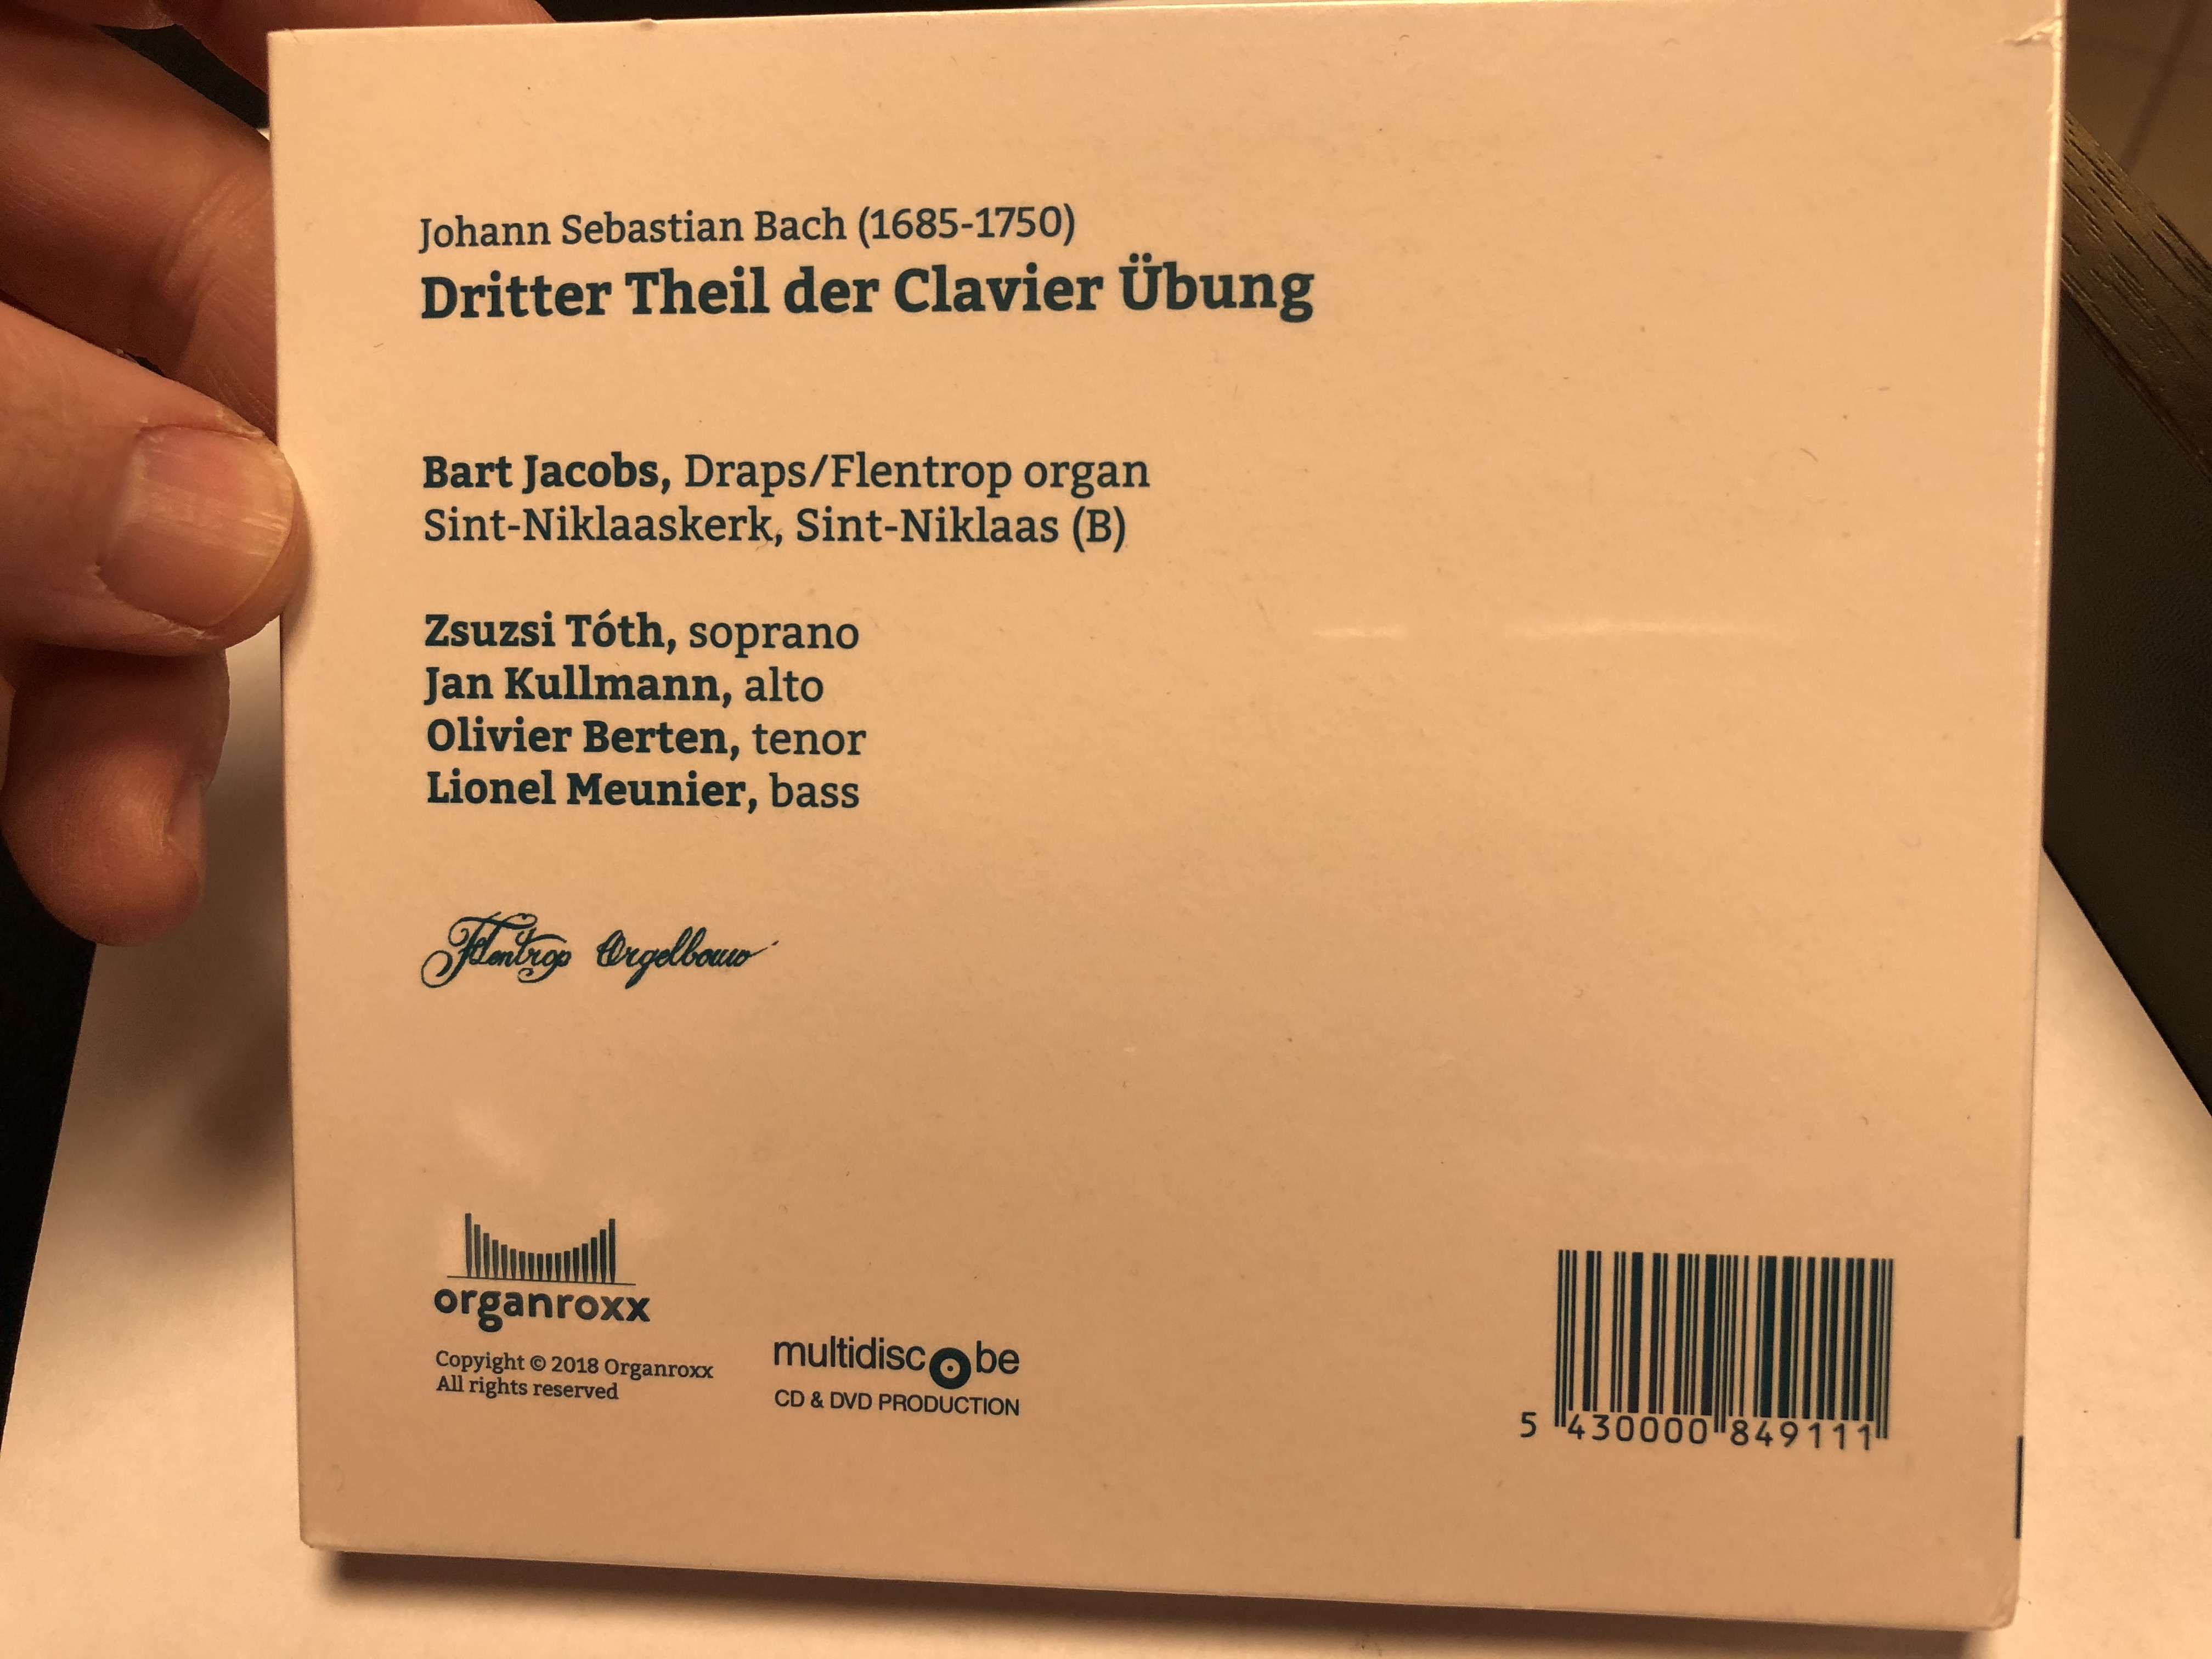 Johann Sebastian Bach (1685-1750)
Dritter Theil der Clavier Übung
Bart Jacobs, Draps/Flentrop organ
Sint-Niklaaskerk, Sint-Niklaas (B)
Zsuzsi Tóth, soprano
Jan Kullmann, alto
Olivier Berten, tenor
Lionel Meunier, bass
Flentrop Orgelbouw
organroxx
Copyight © 2018 Organroxx
All rights reserved
multidisc be
CD & DVD PRODUCTION
5 430000 849111